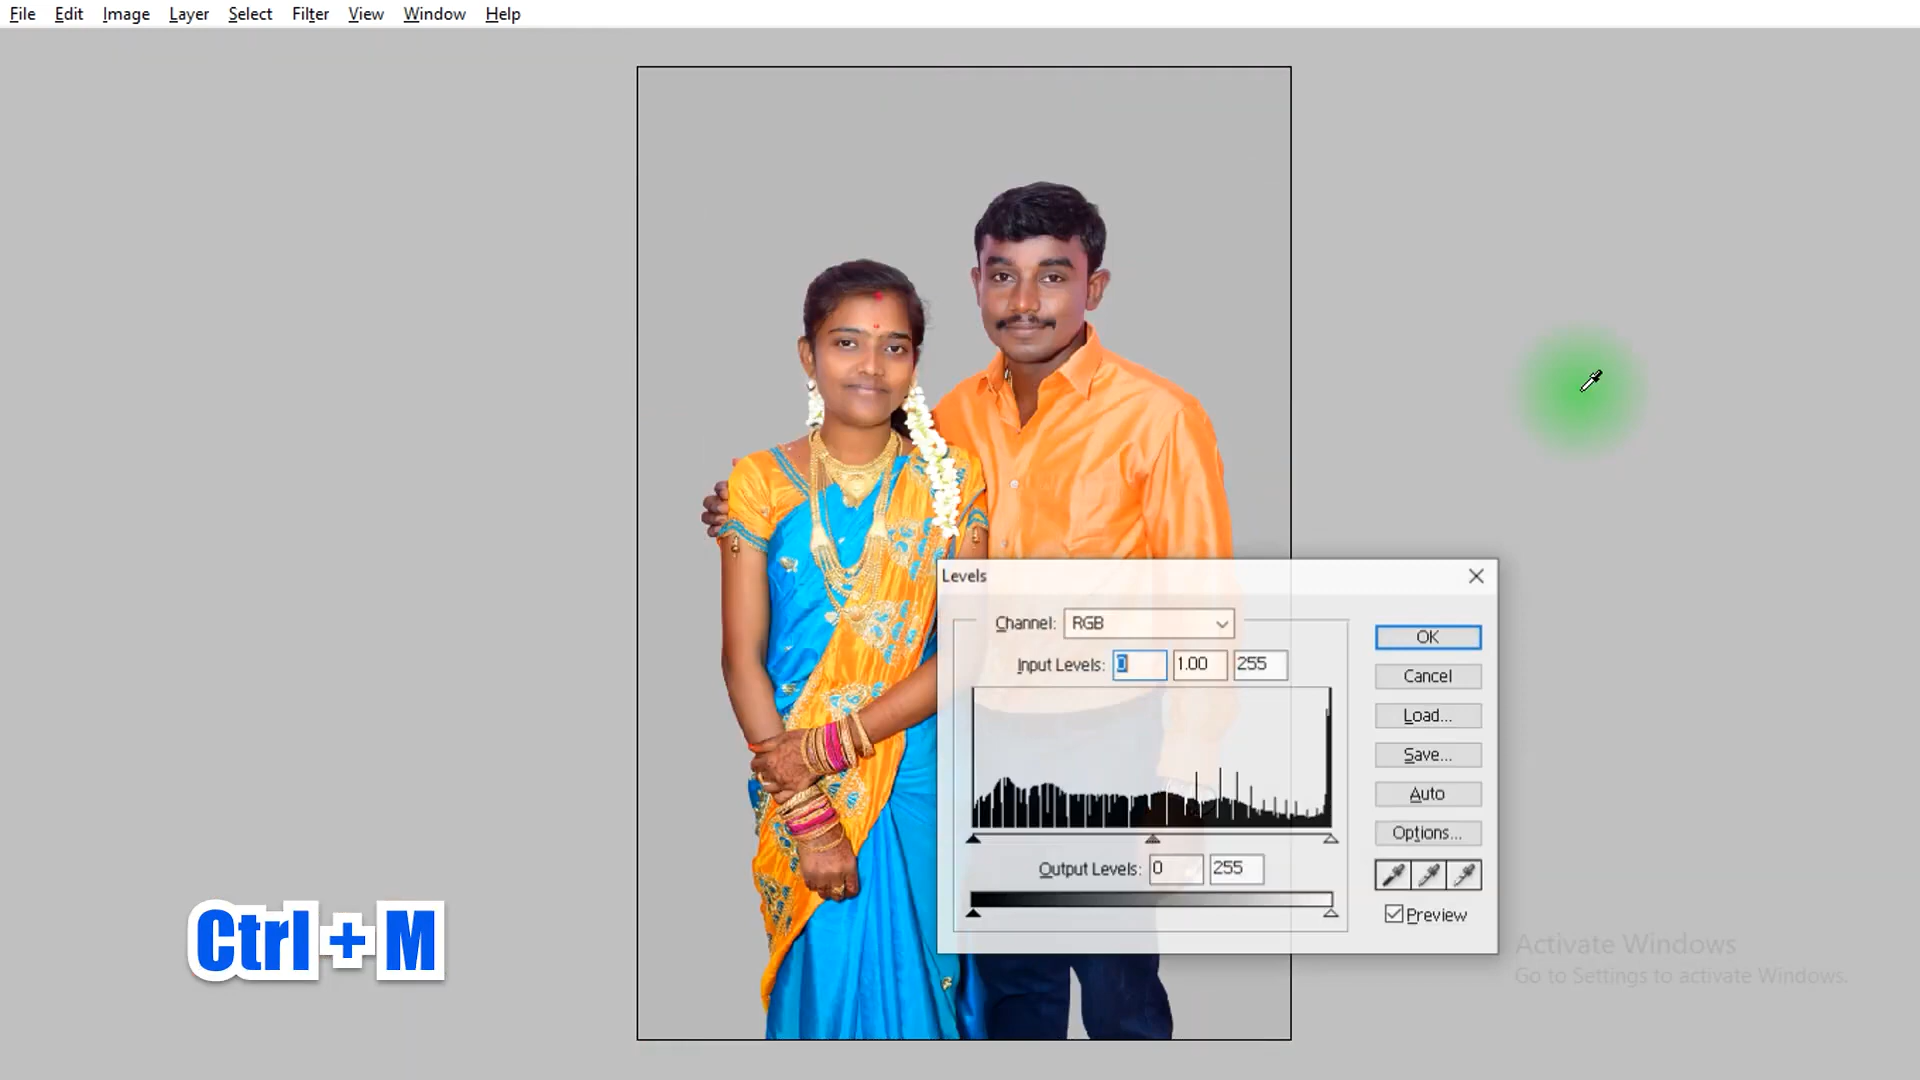 File Edit Image Layer Select Filter View Window Help
Levels
Channel: RGB
Input Levels: 0 1.00 255
Output Levels: 0 255
OK
Cancel
Load...
Save...
Auto
Options...
Preview
Ctrl + M
Activate Windows
Go to Settings to activate Windows.